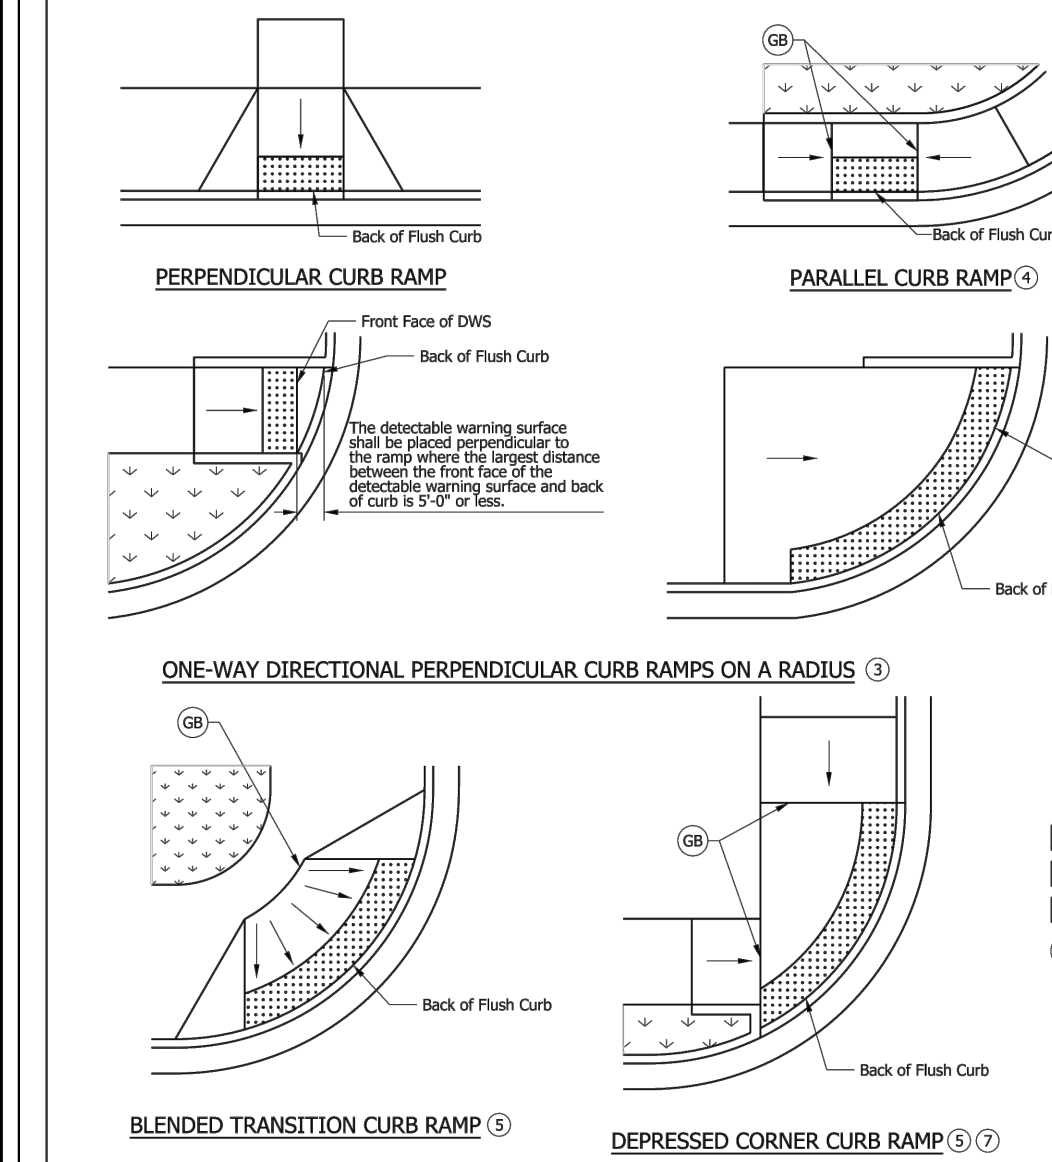 GB
Back of Flush Curb
Back of Flush Cur
PERPENDICULAR CURB RAMP
PARALLEL CURB RAMP 4
Front Face of DWS
Back of Flush Curb
The detectable warning surface
shall be placed perpendicular to
the ramp where the largest distance
between the front face of the
detectable warning surface and back
of curb is 5'-0" or less.
Back of
ONE-WAY DIRECTIONAL PERPENDICULAR CURB RAMPS ON A RADIUS 3
GB
GB
Back of Flush Curb
Back of Flush Curb
BLENDED TRANSITION CURB RAMP 5
DEPRESSED CORNER CURB RAMP 5 7